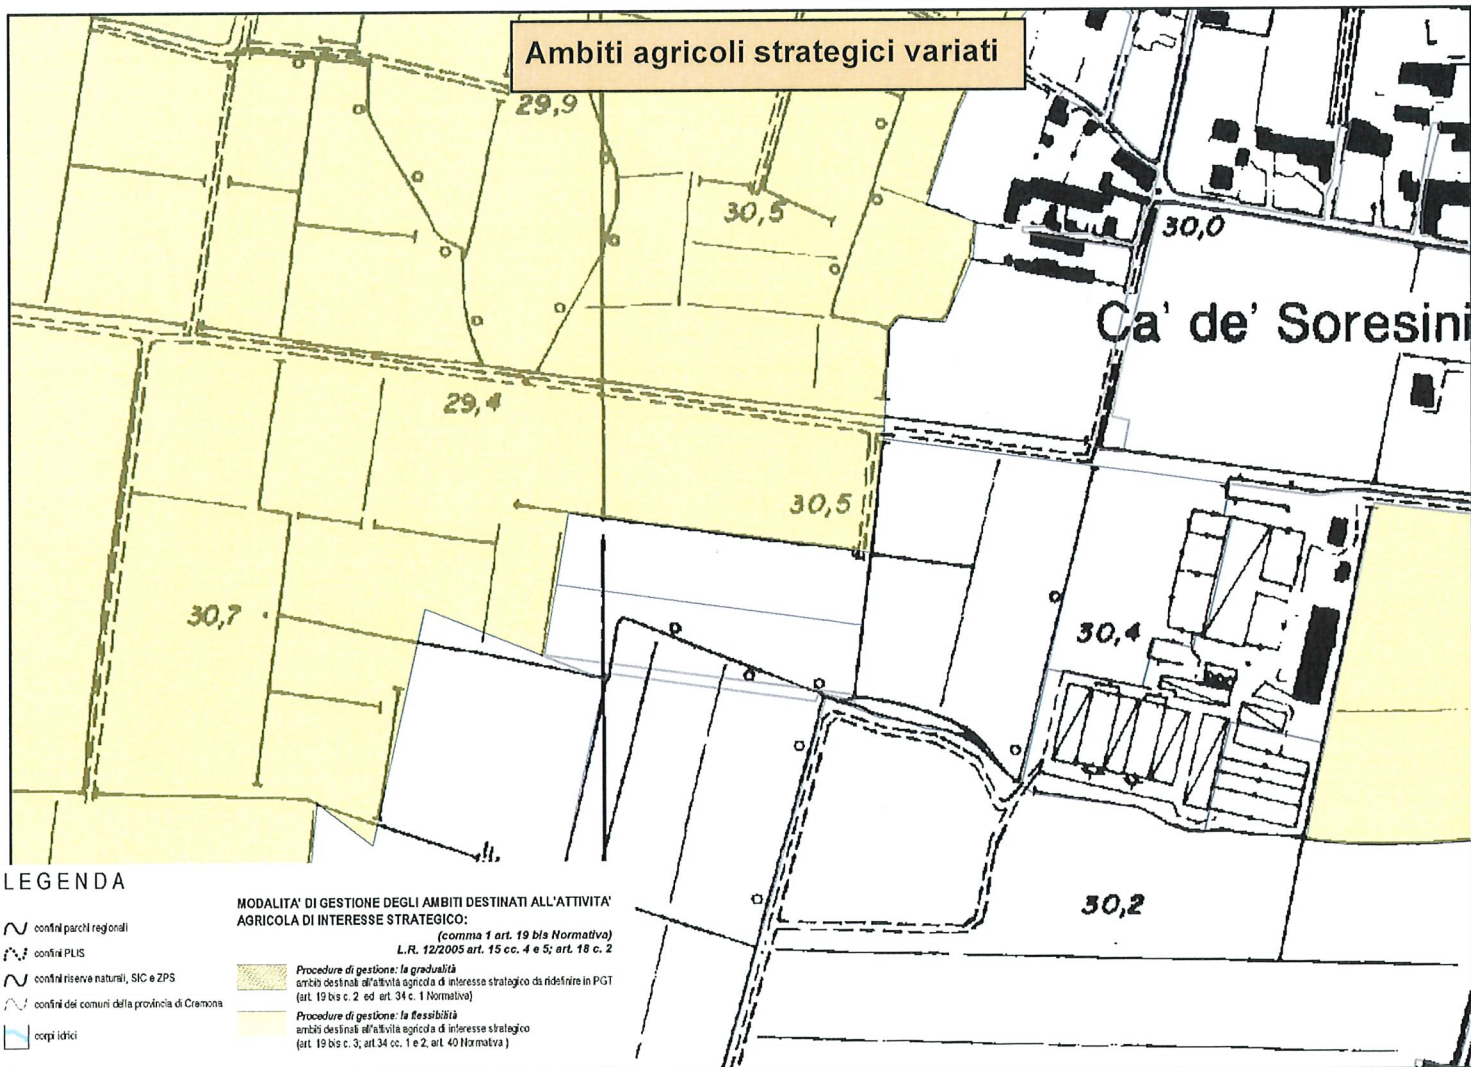 Ambiti agricoli strategici variati
29,9
30,5
30,0
Ca' de' Soresini
29,4
30,5
30,7
30,4
30,2
LEGENDA
confini parchi regionali
confini PLIS
confini riserve naturali, SIC e ZPS
confini dei comuni della provincia di Cremona
corpi idrici
MODALITA' DI GESTIONE DEGLI AMBITI DESTINATI ALL'ATTIVITA'
AGRICOLA DI INTERESSE STRATEGICO:
(comma 1 art. 19 bis Normativa)
L.R. 12/2005 art. 15 cc. 4 e 5; art. 18 c. 2
Procedure di gestione: la gradualità
ambiti destinati all'attività agricola di interesse strategico da ridefinire in PGT
(art. 19 bis c. 2 ed art. 34 c. 1 Normativa)
Procedure di gestione: la flessibilità
ambiti destinati all'attività agricola di interesse strategico
(art. 19 bis c. 3; art 34 cc. 1 e 2, art. 40 Normativa )